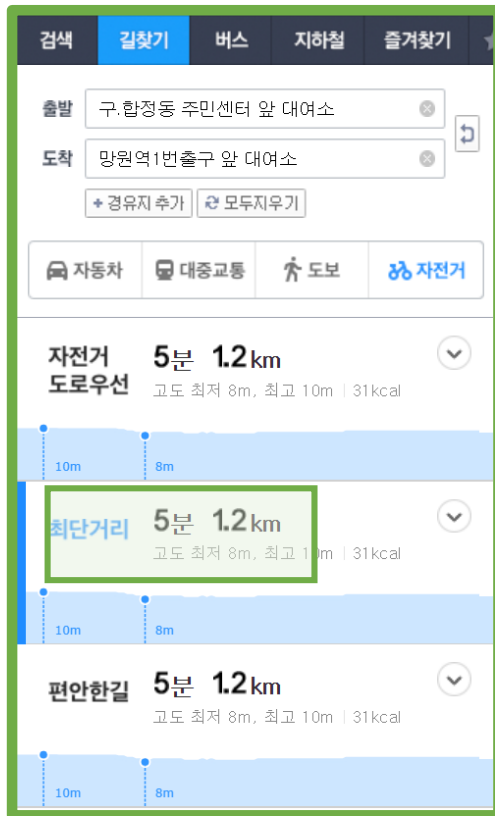 검색 길찾기 버스 지하철 즐겨찾기
출발 구.합정동 주민센터 앞 대여소
도착 망원역1번출구 앞 대여소
+ 경유지 추가 모두지우기
자동차 대중교통 도보 자전거
자전거 도로우선 5분 1.2km
고도 최저 8m, 최고 10m | 31kcal
10m 8m
최단거리 5분 1.2km
고도 최저 8m, 최고 10m | 31kcal
10m 8m
편안한길 5분 1.2km
고도 최저 8m, 최고 10m | 31kcal
10m 8m